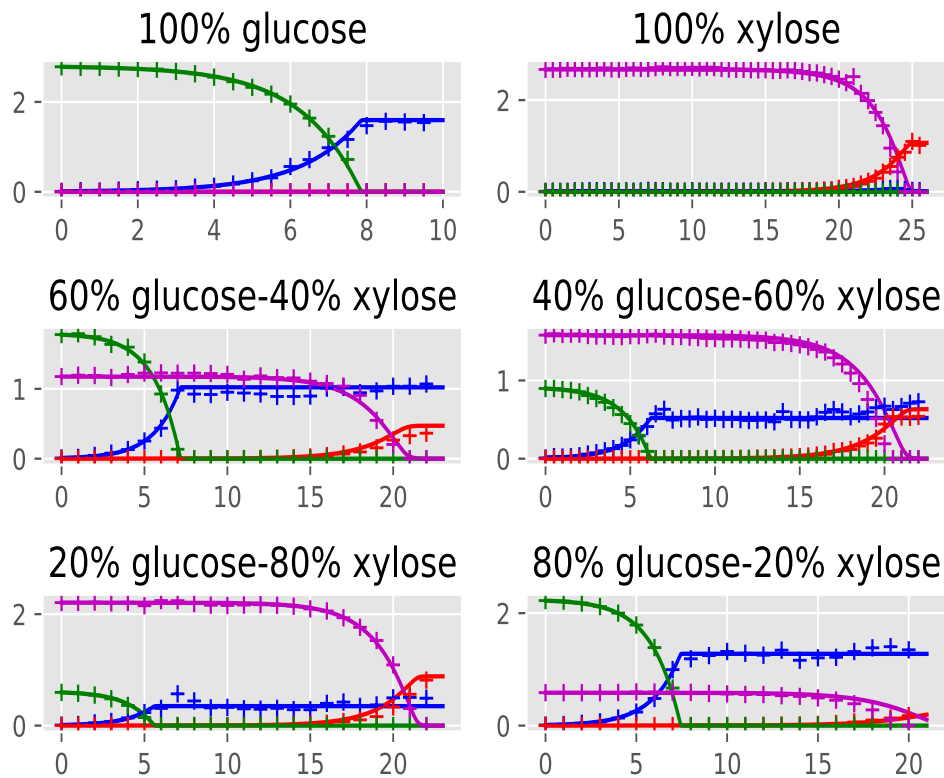 100% glucose
100% xylose
2
0
0 2 4 6 8 10
2
0
0 5 10 15 20 25
60% glucose-40% xylose
40% glucose-60% xylose
1
0
0 5 10 15 20
1
0
0 5 10 15 20
20% glucose-80% xylose
80% glucose-20% xylose
2
0
0 5 10 15 20
2
0
0 5 10 15 20